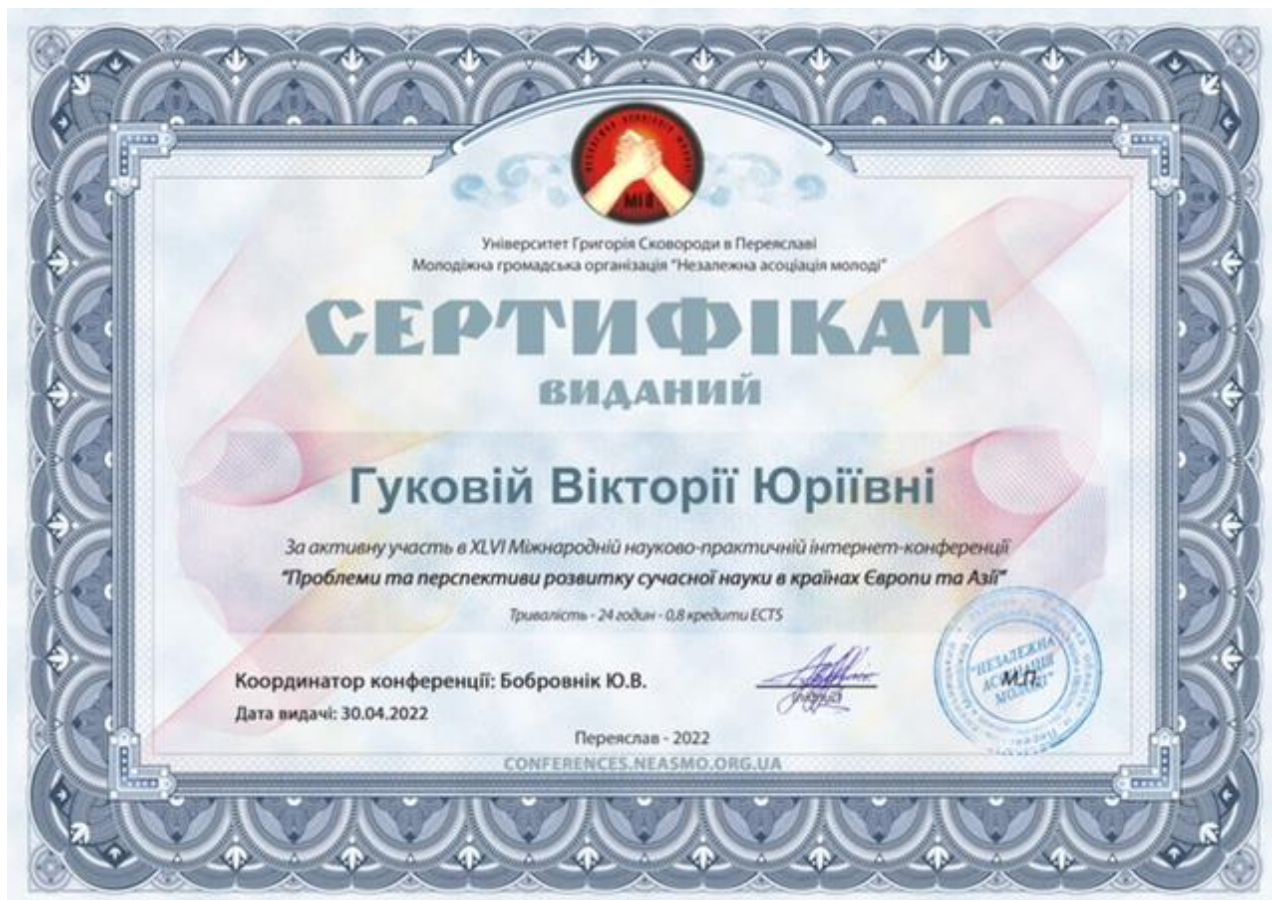 МГО
Університет Григорія Сковороди в Переяславі
Молодіжна громадська організація "Незалежна асоціація молоді"
СЕРТИФІКАТ
ВИДАНИЙ
Гуковій Вікторії Юріївні
За активну участь в XLVI Міжнародній науково-практичній інтернет-конференції
"Проблеми та перспективи розвитку сучасної науки в країнах Європи та Азії"
Тривалість - 24 годин - 0,8 кредити ECTS
Координатор конференції: Бобровнік Ю.В.
(підпис)
"НЕЗАЛЕЖНА
АСОЦІАЦІЯ
МОЛОДІ"
М.П.
Дата видачі: 30.04.2022
Переяслав - 2022
CONFERENCES.NEASMO.ORG.UA